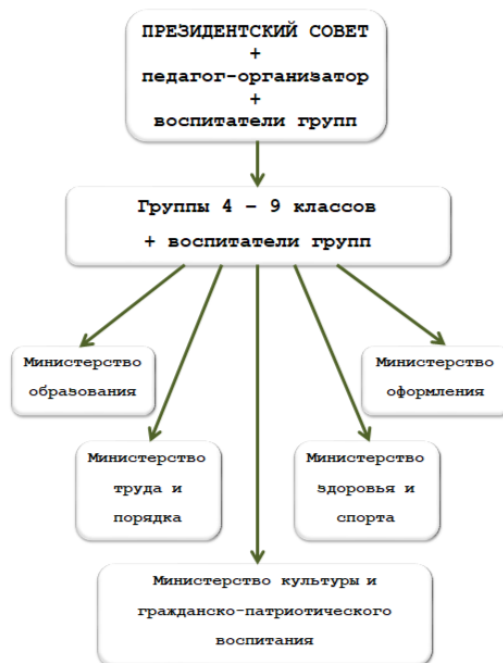 ПРЕЗИДЕНТСКИЙ СОВЕТ
+
педагог-организатор
+
воспитатели групп
Группы 4 – 9 классов
+ воспитатели групп
Министерство
образования
Министерство
оформления
Министерство
труда и
порядка
Министерство
здоровья и
спорта
Министерство культуры и
гражданско-патриотического
воспитания